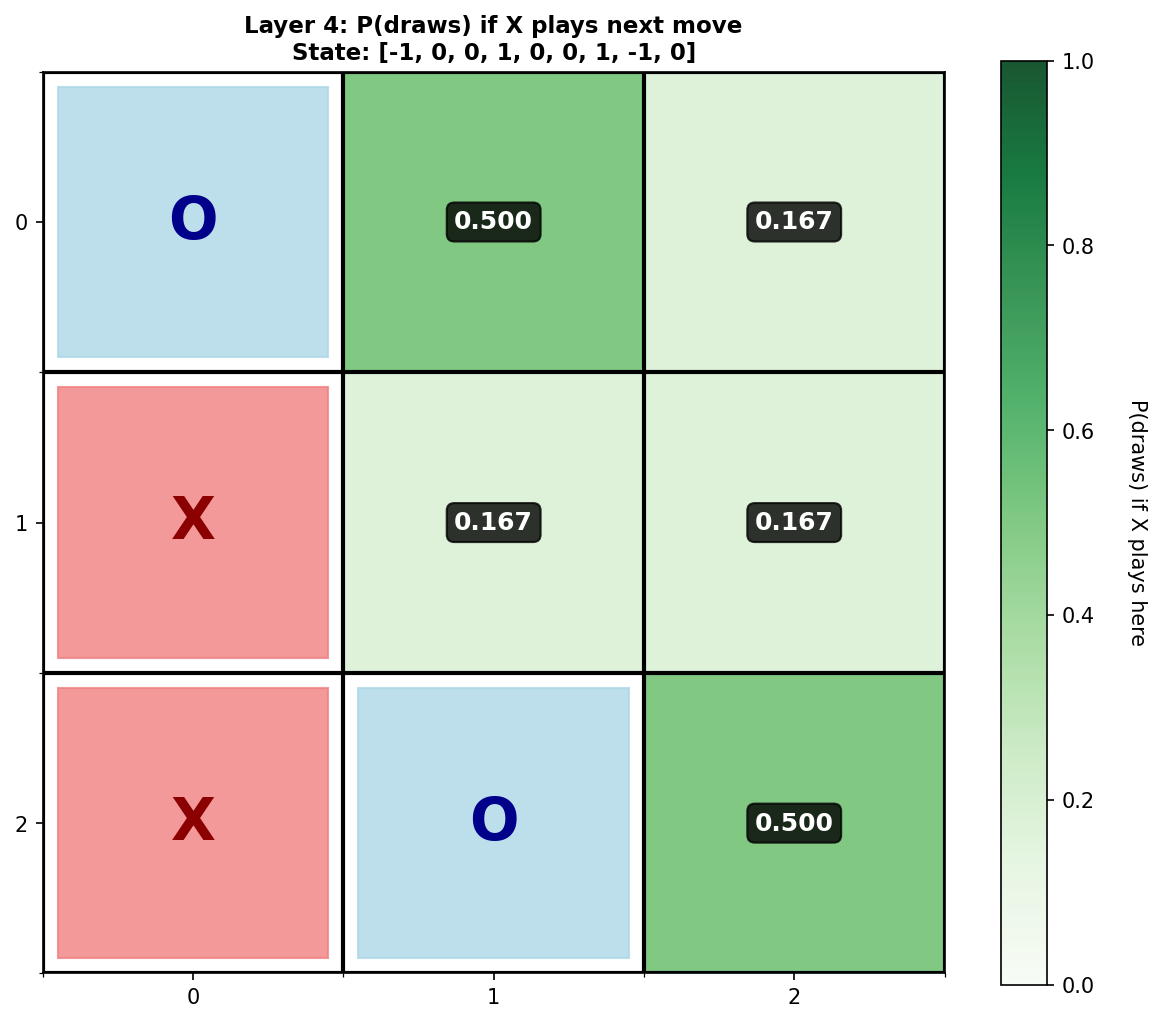 Layer 4: P(draws) if X plays next move
State: [-1, 0, 0, 1, 0, 0, 1, -1, 0]
0 O 0.500 0.167
1 X 0.167 0.167
2 X O 0.500
0 1 2
1.0
0.8
0.6
0.4
0.2
0.0
P(draws) if X plays here